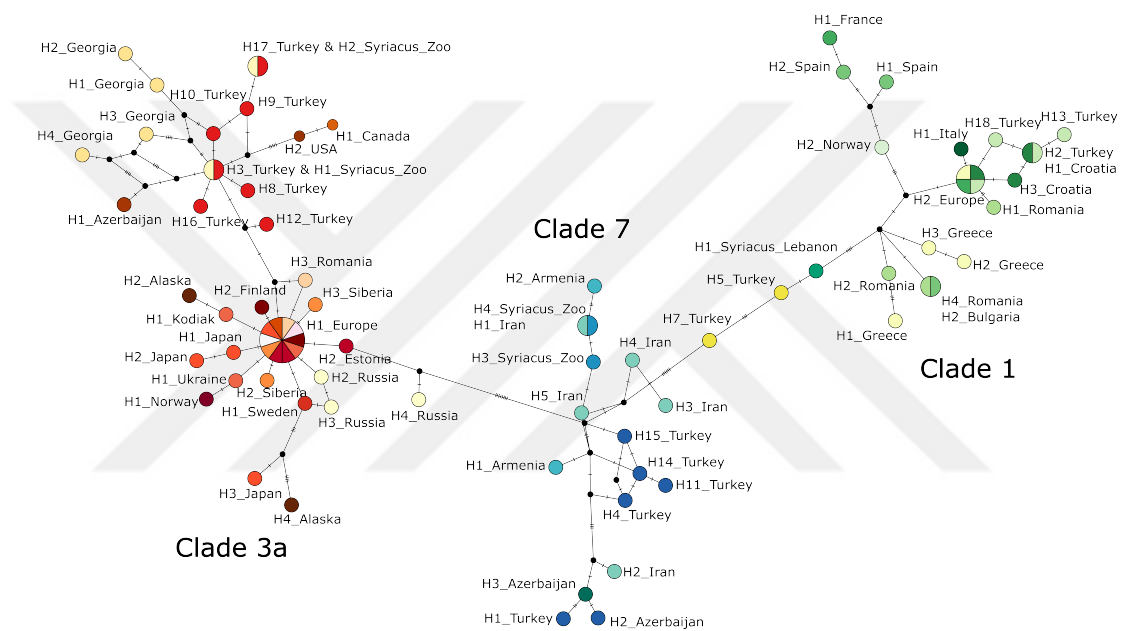 H1_France
H2_Georgia
H17_Turkey & H2_Syriacus_Zoo
H2_Spain
H1_Spain
H1_Georgia
H10_Turkey
H9_Turkey
H3_Georgia
H4_Georgia
H1_Canada
H2_USA
H1_Italy
H18_Turkey
H13_Turkey
H2_Norway
H2_Turkey
H1_Croatia
H3_Turkey & H1_Syriacus_Zoo
H8_Turkey
H3_Croatia
H2_Europe
H1_Romania
H1_Azerbaijan
H16_Turkey
H12_Turkey
Clade 7
H3_Greece
H1_Syriacus_Lebanon
H2_Greece
H3_Romania
H2_Alaska
H2_Finland
H3_Siberia
H2_Armenia
H5_Turkey
H2_Romania
H4_Romania
H2_Bulgaria
H4_Syriacus_Zoo
H1_Iran
H1_Kodiak
H1_Europe
H7_Turkey
H1_Greece
H1_Japan
H2_Japan
H2_Estonia
H3_Syriacus_Zoo
H4_Iran
Clade 1
H1_Ukraine
H2_Siberia
H2_Russia
H1_Norway
H1_Sweden
H3_Russia
H4_Russia
H5_Iran
H3_Iran
H15_Turkey
H1_Armenia
H14_Turkey
H11_Turkey
H3_Japan
H4_Alaska
H4_Turkey
Clade 3a
H2_Iran
H3_Azerbaijan
H1_Turkey
H2_Azerbaijan